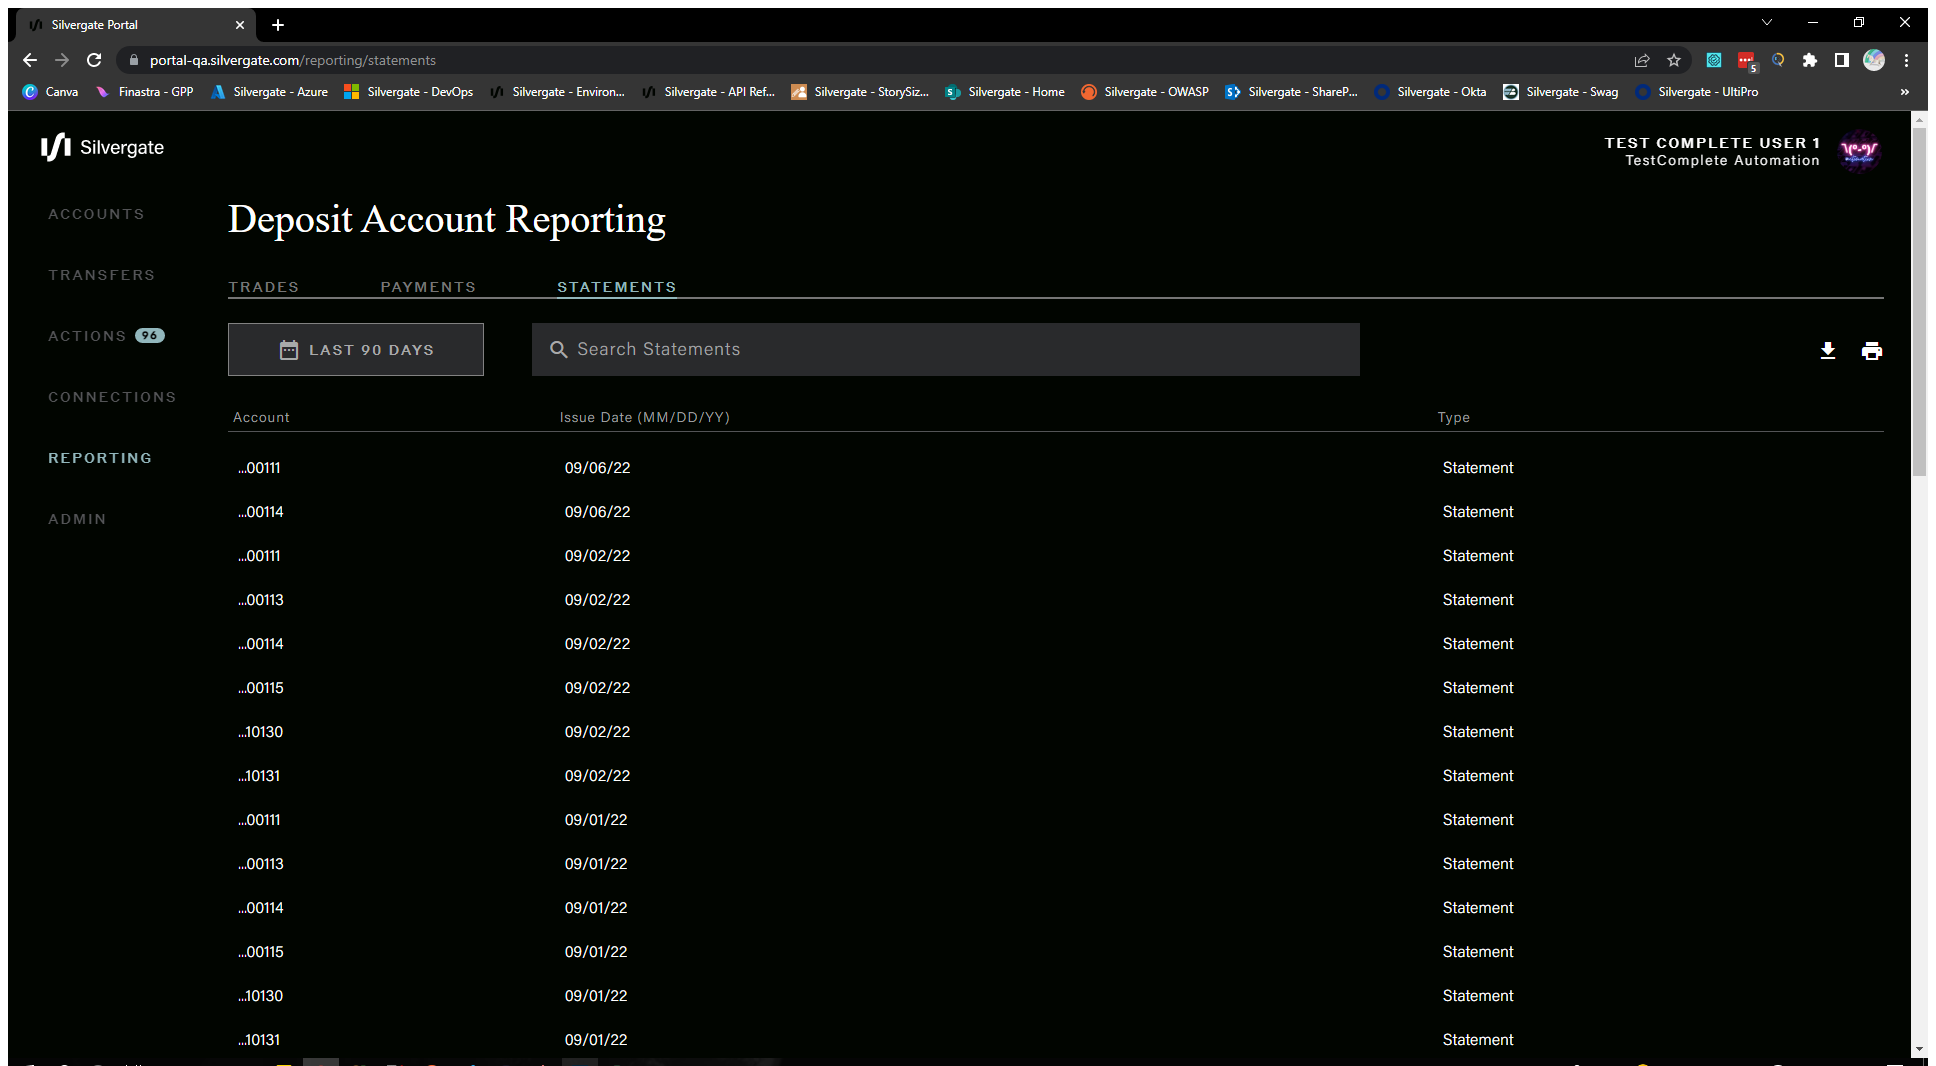 Silvergate Portal
portal-qa.silvergate.com/reporting/statements
5
Canva Finastra - GPP Silvergate - Azure Silvergate - DevOps Silvergate - Environ... Silvergate - API Ref... Silvergate - StorySiz... Silvergate - Home Silvergate - OWASP Silvergate - ShareP... Silvergate - Okta Silvergate - Swag Silvergate - UltiPro »
Silvergate
TEST COMPLETE USER 1
TestComplete Automation
ACCOUNTS
TRANSFERS
ACTIONS 96
CONNECTIONS
REPORTING
ADMIN
Deposit Account Reporting
TRADES PAYMENTS STATEMENTS
LAST 90 DAYS Search Statements
Account Issue Date (MM/DD/YY) Type
...00111 09/06/22 Statement
...00114 09/06/22 Statement
...00111 09/02/22 Statement
...00113 09/02/22 Statement
...00114 09/02/22 Statement
...00115 09/02/22 Statement
...10130 09/02/22 Statement
...10131 09/02/22 Statement
...00111 09/01/22 Statement
...00113 09/01/22 Statement
...00114 09/01/22 Statement
...00115 09/01/22 Statement
...10130 09/01/22 Statement
...10131 09/01/22 Statement